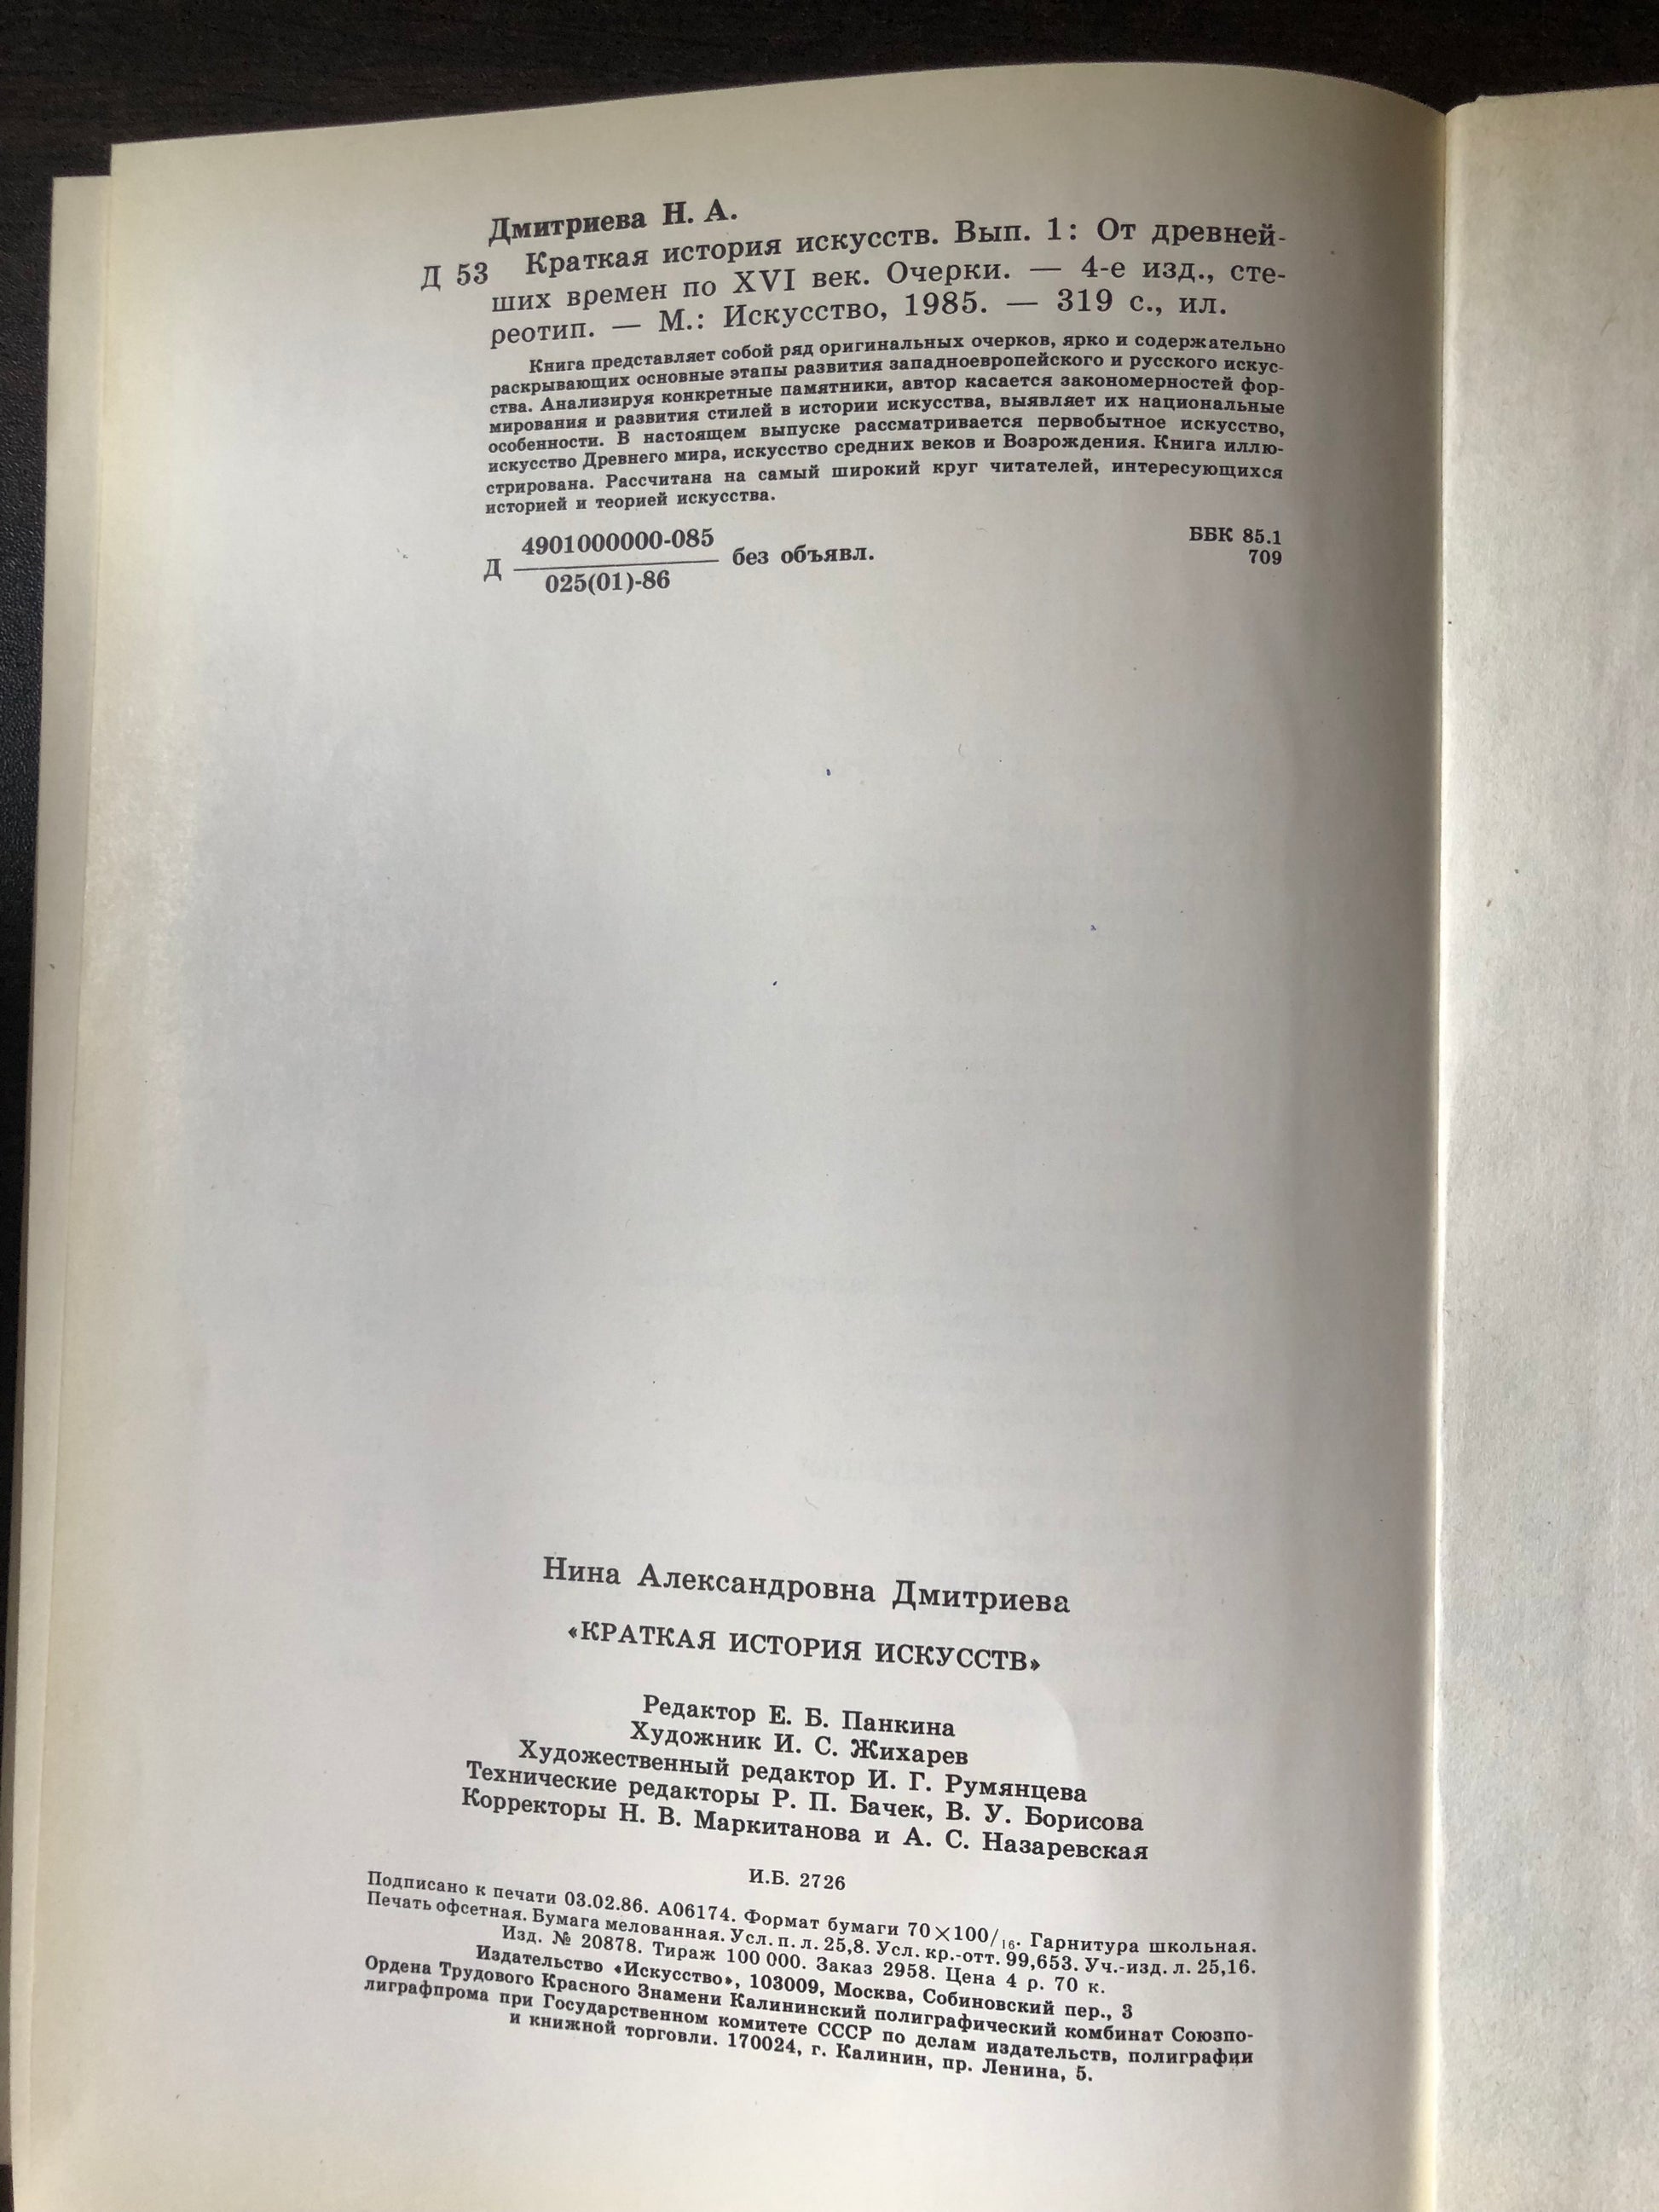 Дмитриева Н. А.
Д 53 Краткая история искусств. Вып. 1: От древней-
ших времен по XVI век. Очерки. — 4-е изд., сте-
реотип. — М.: Искусство, 1985. — 319 с., ил.
Книга представляет собой ряд оригинальных очерков, ярко и содержательно
раскрывающих основные этапы развития западноевропейского и русского искус-
ства. Анализируя конкретные памятники, автор касается закономерностей фор-
мирования и развития стилей в истории искусства, выявляет их национальные
особенности. В настоящем выпуске рассматривается первобытное искусство,
искусство Древнего мира, искусство средних веков и Возрождения. Книга иллю-
стрирована. Рассчитана на самый широкий круг читателей, интересующихся
историей и теорией искусства.
Д 4901000000-085
025(01)-86
без объявл.
ББК 85.1
709
Нина Александровна Дмитриева
«КРАТКАЯ ИСТОРИЯ ИСКУССТВ»
Редактор Е. Б. Панкина
Художник И. С. Жихарев
Художественный редактор И. Г. Румянцева
Технические редакторы Р. П. Бачек, В. У. Борисова
Корректоры Н. В. Маркитанова и А. С. Назаревская
И.Б. 2726
Подписано к печати 03.02.86. А06174. Формат бумаги 70×100/16. Гарнитура школьная.
Печать офсетная. Бумага мелованная. Усл. п. л. 25,8. Усл. кр.-отт. 99,653. Уч.-изд. л. 25,16.
Изд. № 20878. Тираж 100 000. Заказ 2958. Цена 4 р. 70 к.
Издательство «Искусство», 103009, Москва, Собиновский пер., 3
Ордена Трудового Красного Знамени Калининский полиграфический комбинат Союзпо-
лиграфпрома при Государственном комитете СССР по делам издательств, полиграфии
и книжной торговли. 170024, г. Калинин, пр. Ленина, 5.